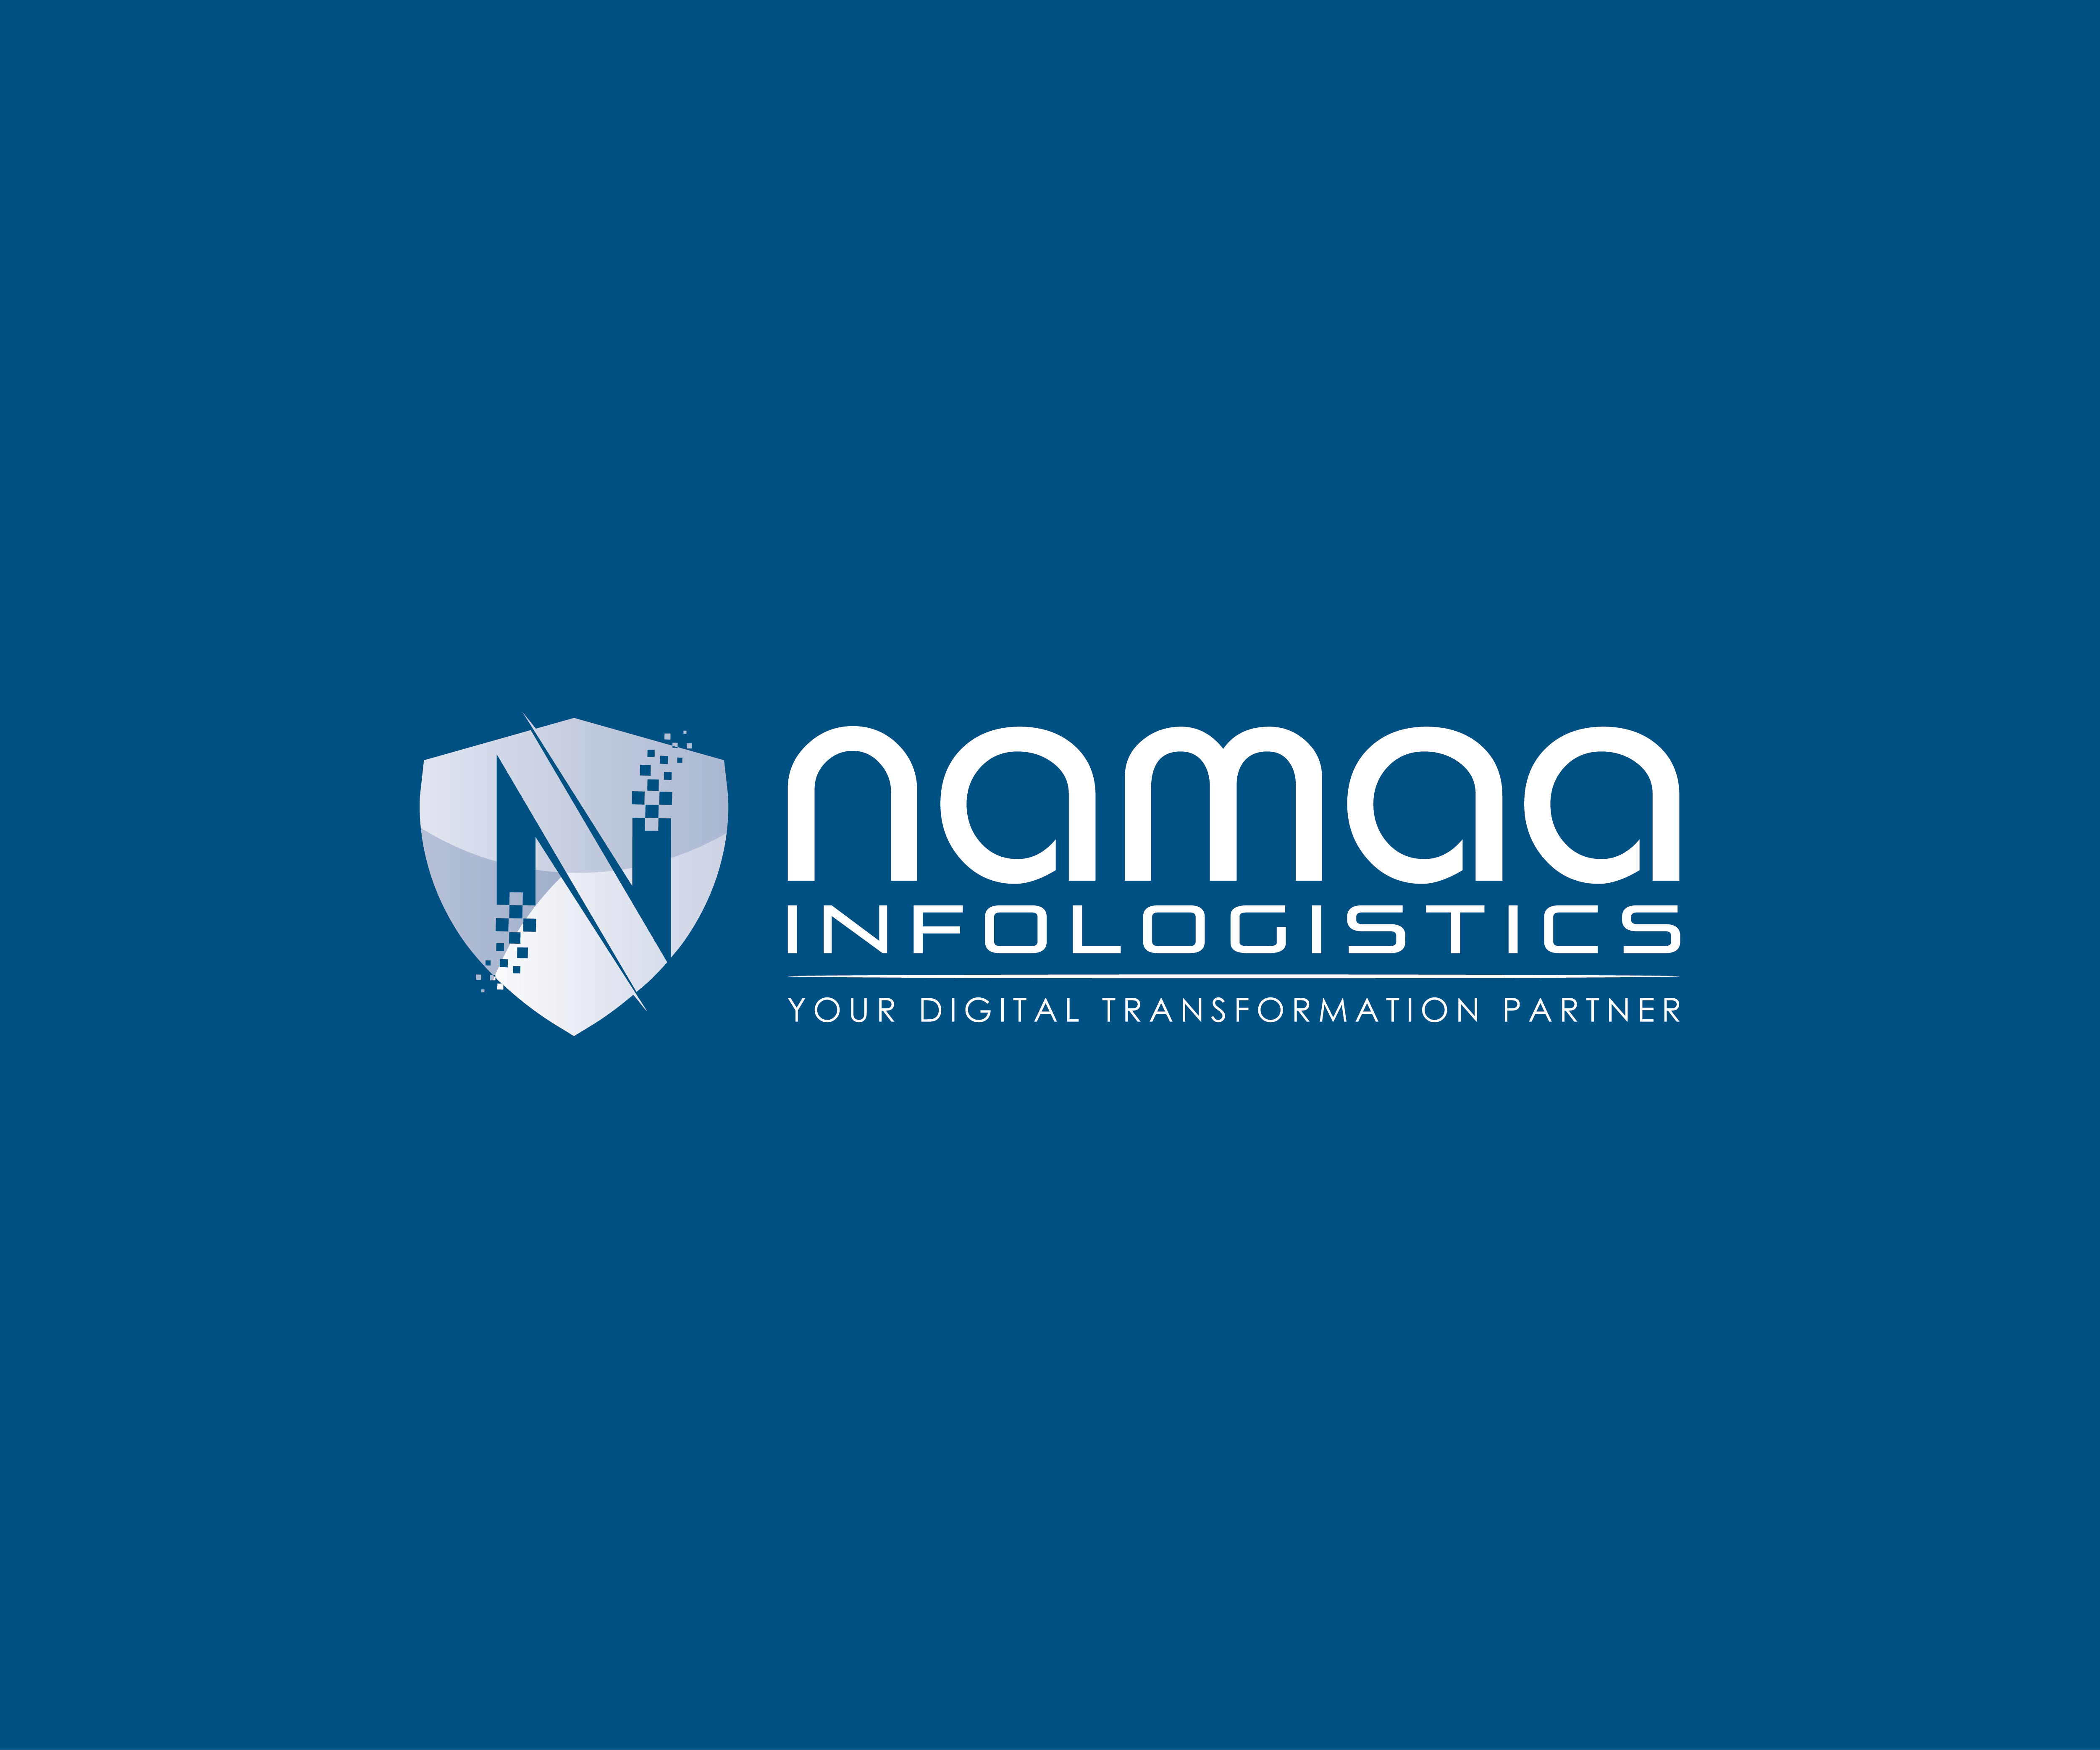 namaa
INFOLOGISTICS
YOUR DIGITAL TRANSFORMATION PARTNER